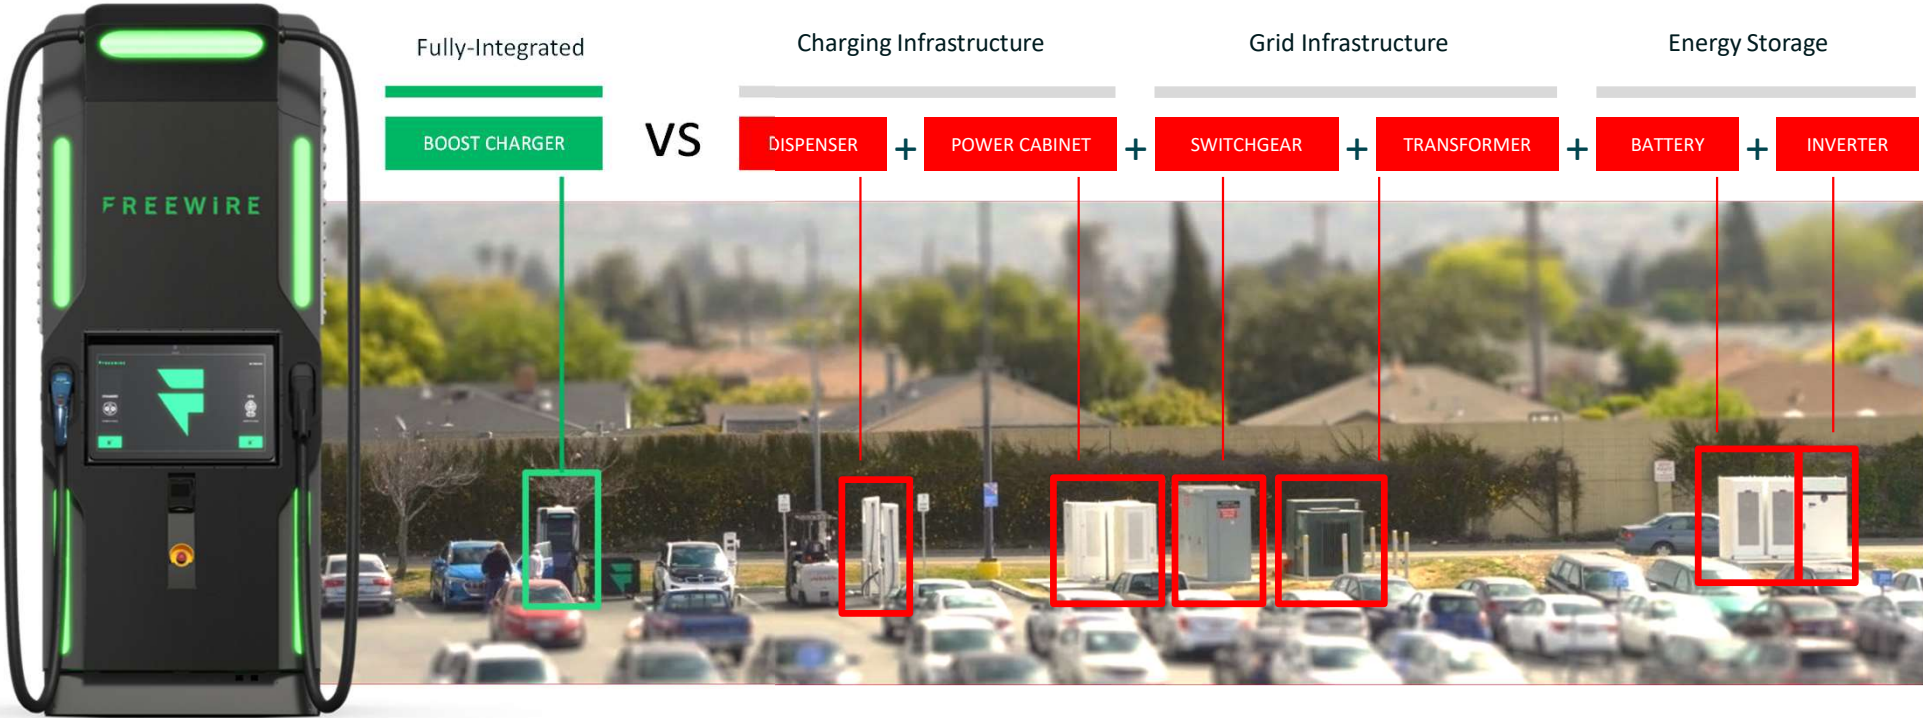 Fully-Integrated
Charging Infrastructure
Grid Infrastructure
Energy Storage
BOOST CHARGER
VS
DISPENSER
+
POWER CABINET
+
SWITCHGEAR
+
TRANSFORMER
+
BATTERY
+
INVERTER
FREEWiRE
FREEWiRE